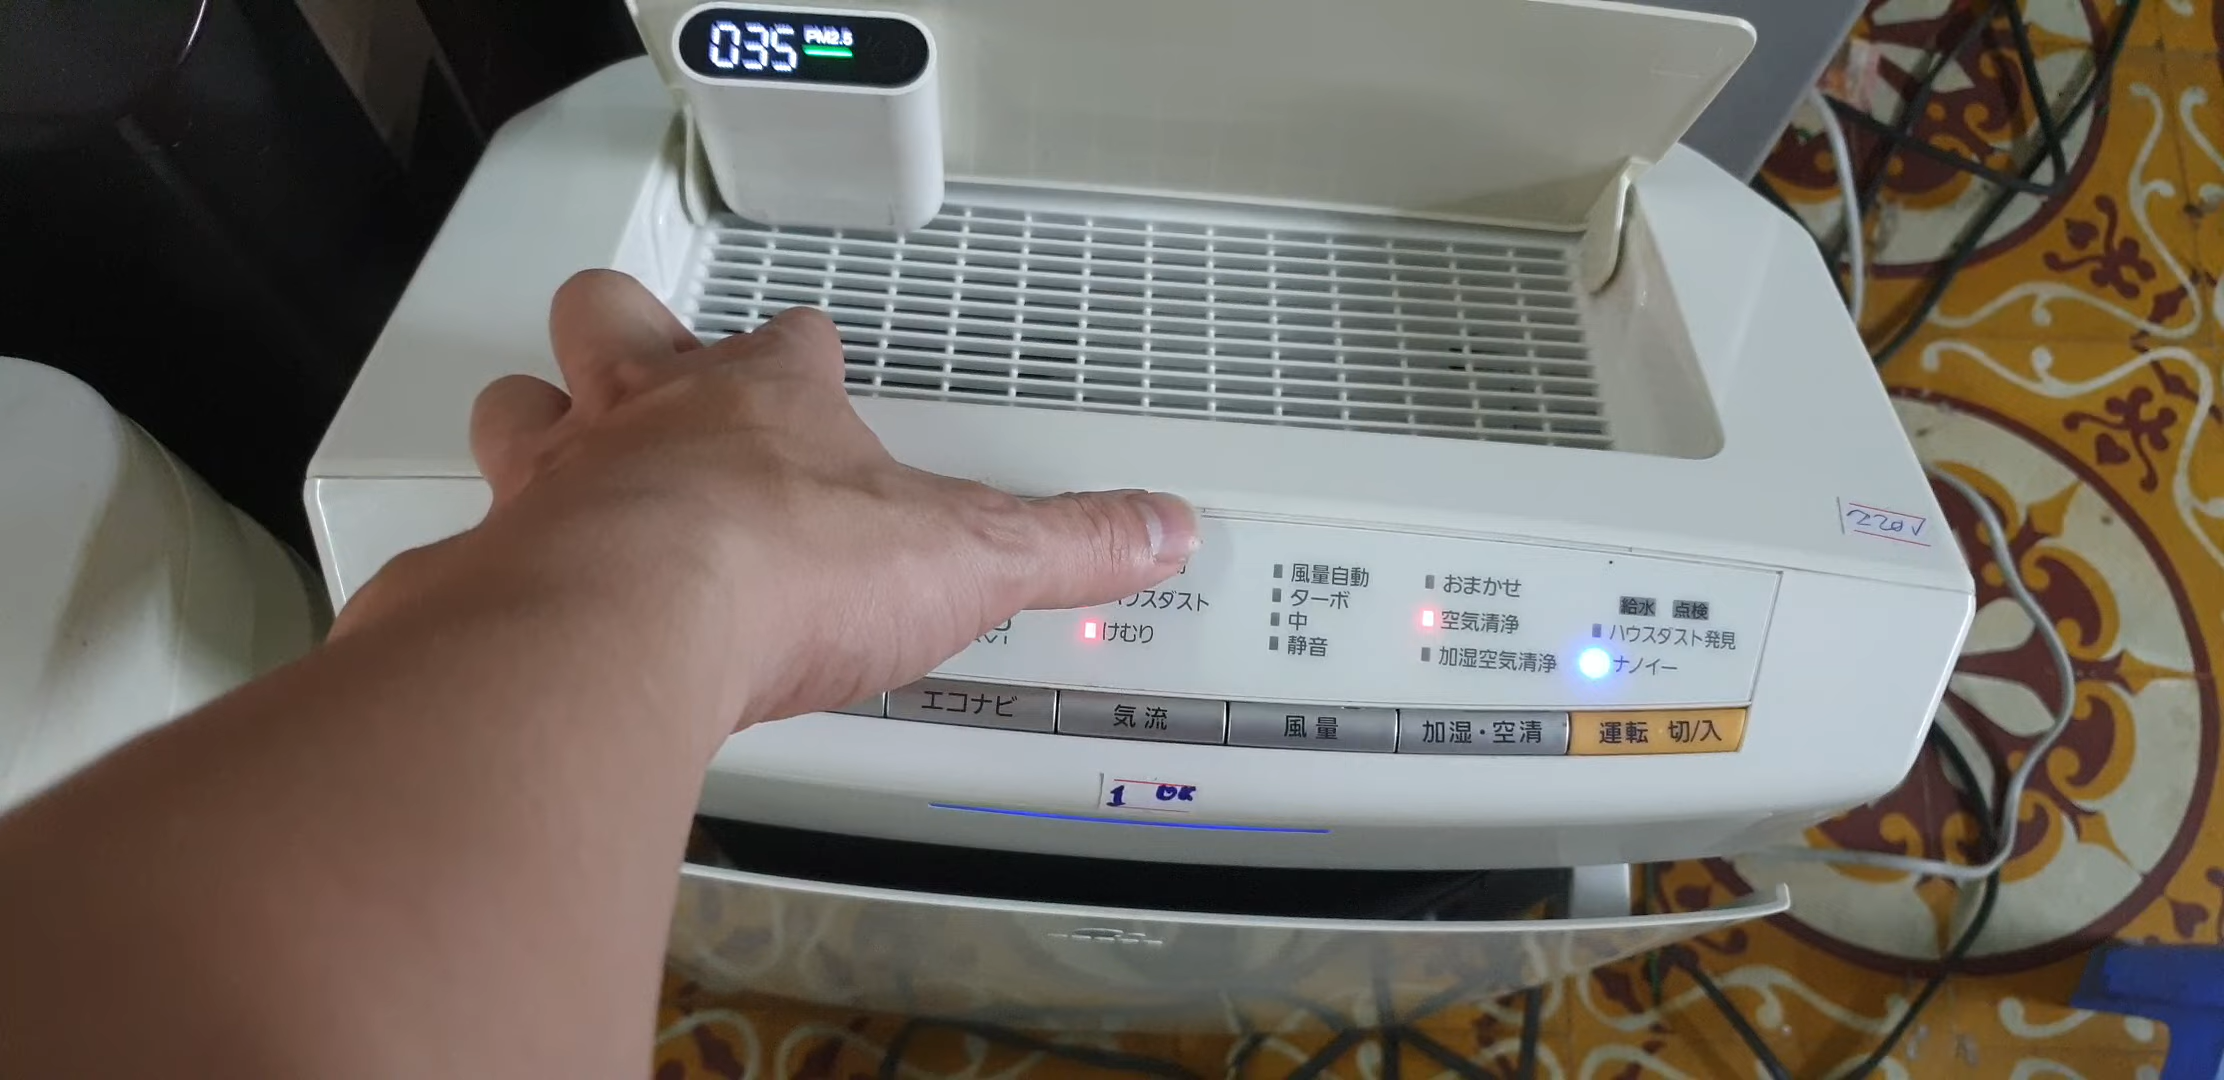 035 PM2.5
220V
風量自動
ターボ
中
静音
おまかせ
空気清浄
加湿空気清浄
給水 点検
ハウスダスト発見
ナノイー
ウスダスト
けむり
エコナビ
気流
風量
加湿・空清
運転 切/入
1 OK